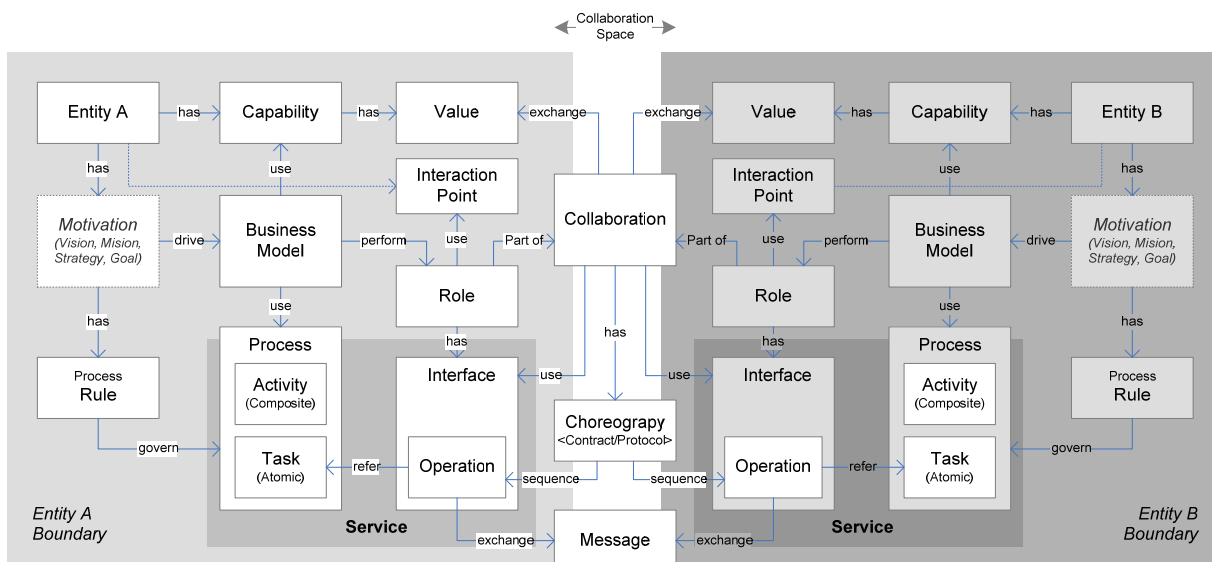 Collaboration
Space
Entity A
has
Capability
has
Value
exchange
exchange
Value
has
Capability
has
Entity B
has
use
Interaction
Point
Interaction
Point
use
has
Motivation
(Vision, Mision,
Strategy, Goal)
drive
Business
Model
perform
use
Part of
Collaboration
Part of
use
perform
Business
Model
drive
Motivation
(Vision, Mision,
Strategy, Goal)
Role
Role
has
use
has
has
has
use
has
Process
Rule
Process
Activity
(Composite)
Interface
use
use
Interface
Process
Activity
(Composite)
Process
Rule
Choreograpy
<Contract/Protocol>
govern
Task
(Atomic)
refer
Operation
sequence
sequence
Operation
refer
Task
(Atomic)
govern
Entity A
Boundary
Service
exchange
Message
exchange
Service
Entity B
Boundary